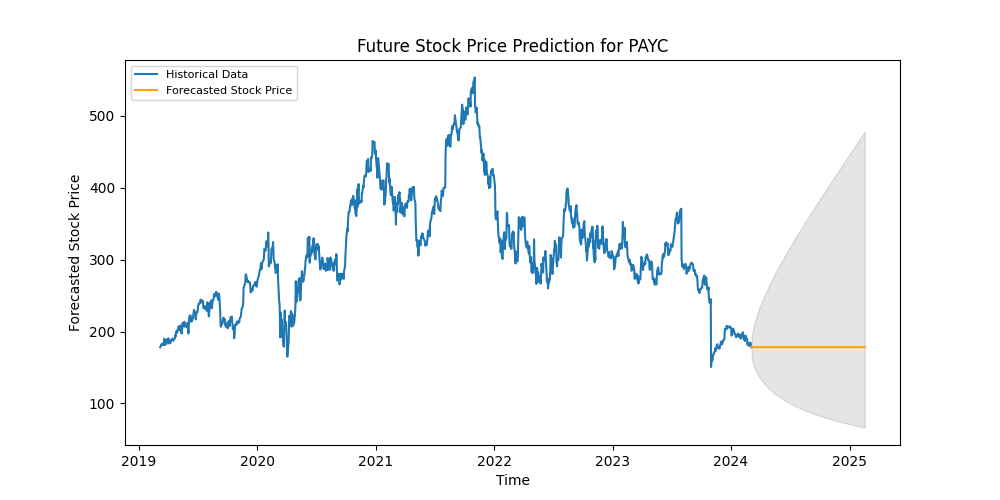 Future Stock Price Prediction for PAYC
Historical Data
Forecasted Stock Price
Forecasted Stock Price
500
400
300
200
100
2019 2020 2021 2022 2023 2024 2025
Time